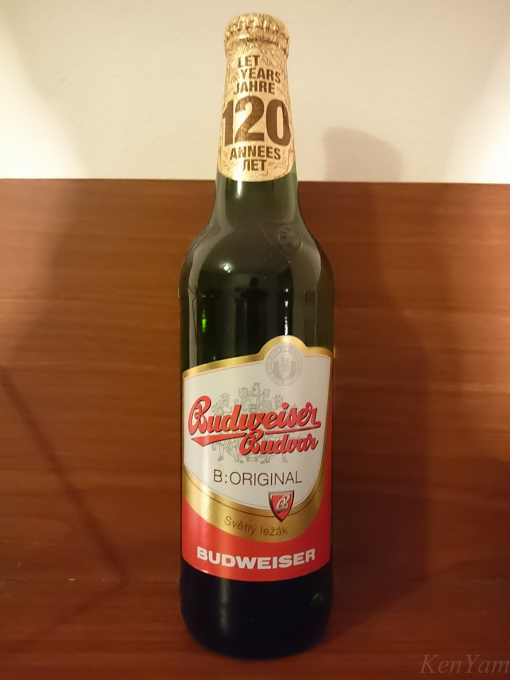 LET
YEARS
JAHRE
120
ANNEES
ЛЕТ
Budweiser
Budvar
B:ORIGINAL
Světlý ležák
BUDWEISER
KenYam